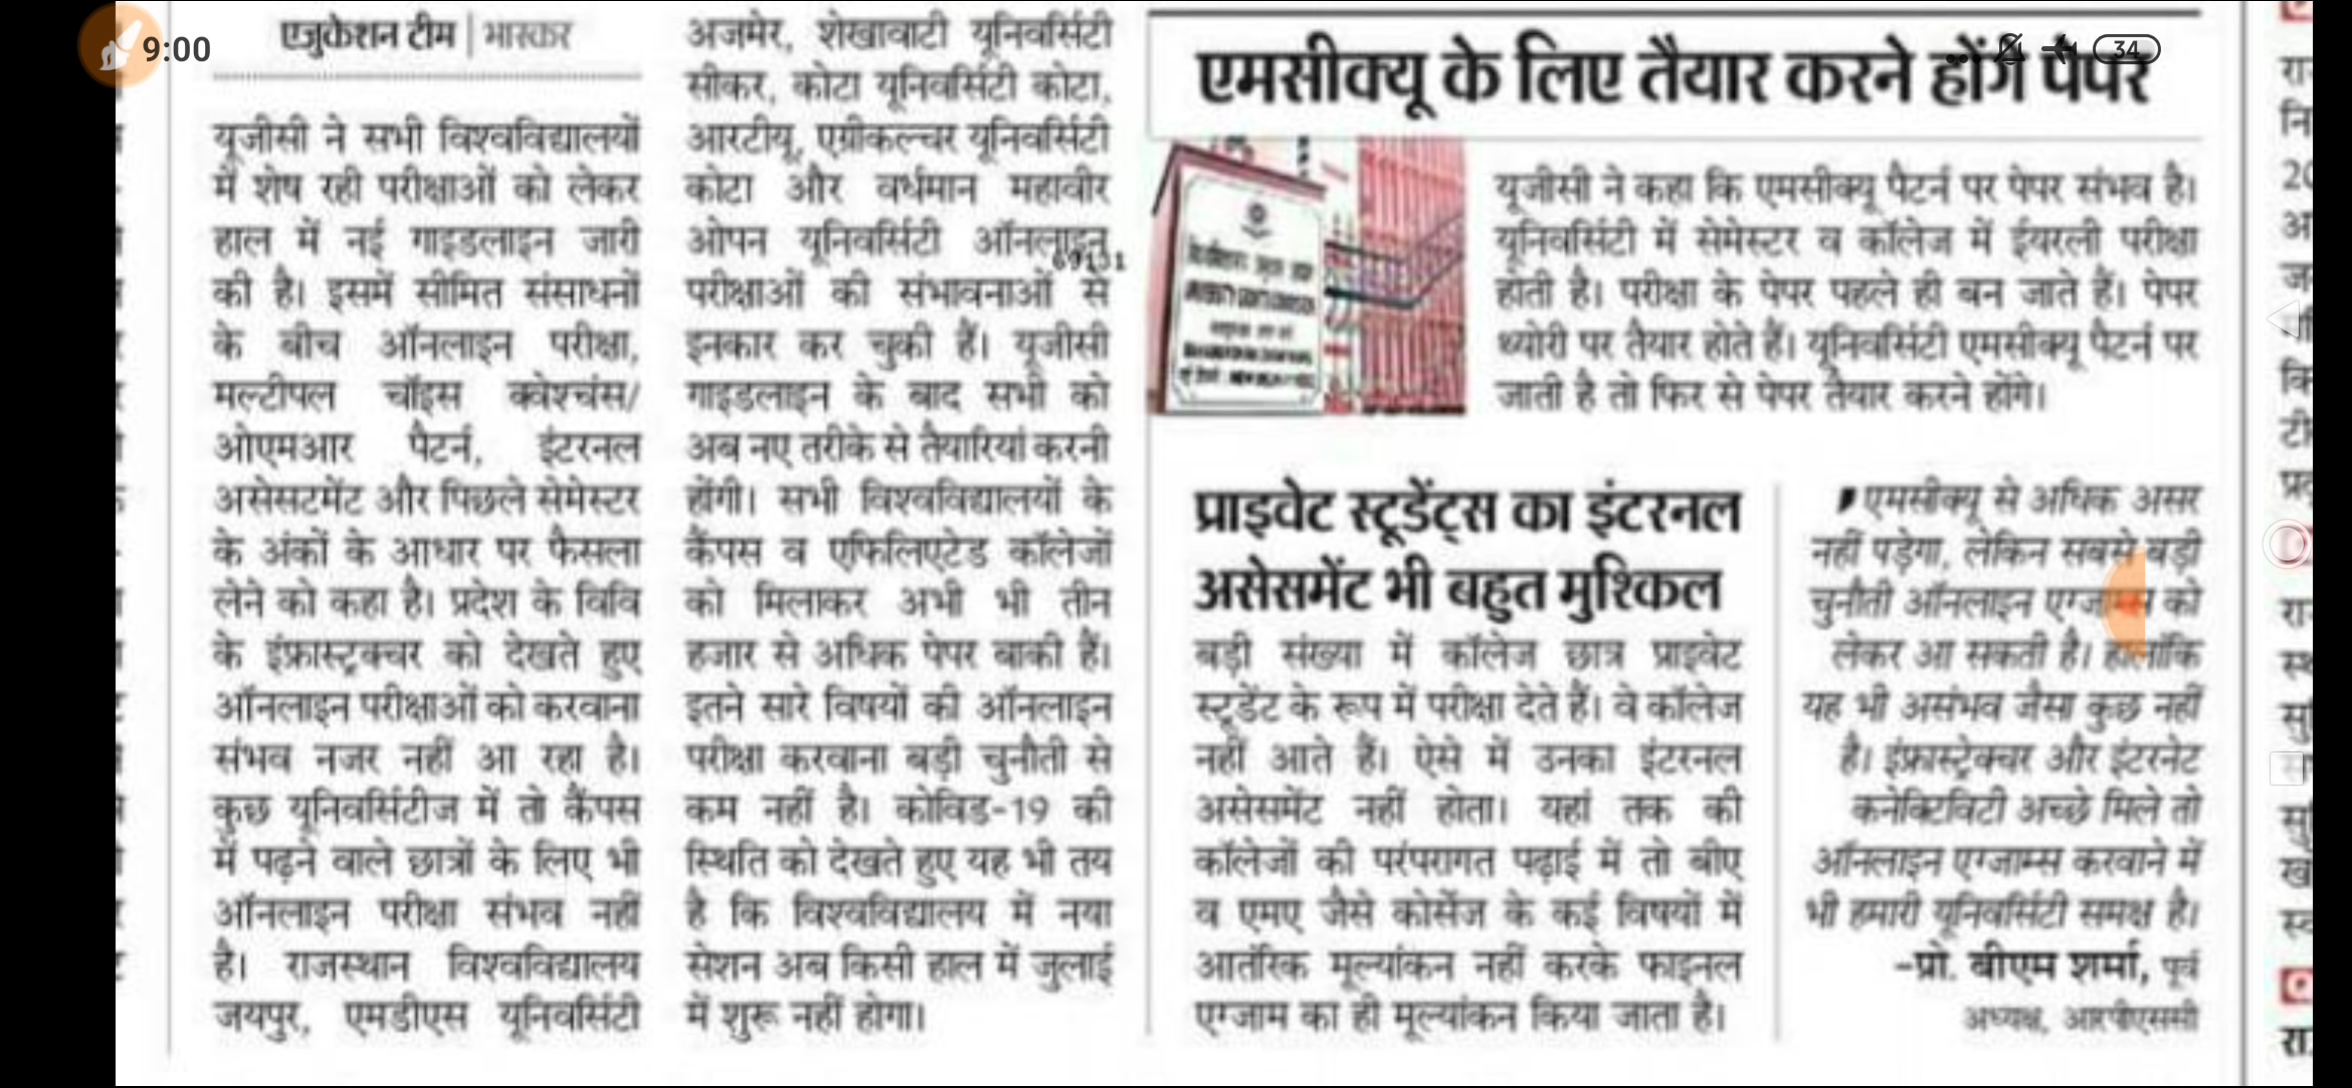 9:00
34
एजुकेशन टीम | भास्कर
यूजीसी ने सभी विश्वविद्यालयों
में शेष रही परीक्षाओं को लेकर
हाल में नई गाइडलाइन जारी
की है। इसमें सीमित संसाधनों
के बीच ऑनलाइन परीक्षा,
मल्टीपल चॉइस क्वेश्चंस/
ओएमआर पैटर्न, इंटरनल
असेसटमेंट और पिछले सेमेस्टर
के अंकों के आधार पर फैसला
लेने को कहा है। प्रदेश के विवि
के इंफ्रास्ट्रक्चर को देखते हुए
ऑनलाइन परीक्षाओं को करवाना
संभव नजर नहीं आ रहा है।
कुछ यूनिवर्सिटीज में तो कैंपस
में पढ़ने वाले छात्रों के लिए भी
ऑनलाइन परीक्षा संभव नहीं
है। राजस्थान विश्वविद्यालय
जयपुर, एमडीएस यूनिवर्सिटी
अजमेर, शेखावाटी यूनिवर्सिटी
सीकर, कोटा यूनिवर्सिटी कोटा,
आरटीयू, एग्रीकल्चर यूनिवर्सिटी
कोटा और वर्धमान महावीर
ओपन यूनिवर्सिटी ऑनलाइन
परीक्षाओं की संभावनाओं से
इनकार कर चुकी हैं। यूजीसी
गाइडलाइन के बाद सभी को
अब नए तरीके से तैयारियां करनी
होंगी। सभी विश्वविद्यालयों के
कैंपस व एफिलिएटेड कॉलेजों
को मिलाकर अभी भी तीन
हजार से अधिक पेपर बाकी हैं।
इतने सारे विषयों की ऑनलाइन
परीक्षा करवाना बड़ी चुनौती से
कम नहीं है। कोविड-19 की
स्थिति को देखते हुए यह भी तय
है कि विश्वविद्यालय में नया
सेशन अब किसी हाल में जुलाई
में शुरू नहीं होगा।
एमसीक्यू के लिए तैयार करने होंगे पेपर
यूजीसी ने कहा कि एमसीक्यू पैटर्न पर पेपर संभव है।
यूनिवर्सिटी में सेमेस्टर व कॉलेज में ईयरली परीक्षा
होती है। परीक्षा के पेपर पहले ही बन जाते हैं। पेपर
थ्योरी पर तैयार होते हैं। यूनिवर्सिटी एमसीक्यू पैटर्न पर
जाती है तो फिर से पेपर तैयार करने होंगे।
प्राइवेट स्टूडेंट्स का इंटरनल
असेसमेंट भी बहुत मुश्किल
बड़ी संख्या में कॉलेज छात्र प्राइवेट
स्टूडेंट के रूप में परीक्षा देते हैं। वे कॉलेज
नहीं आते हैं। ऐसे में उनका इंटरनल
असेसमेंट नहीं होता। यहां तक की
कॉलेजों की परंपरागत पढ़ाई में तो बीए
व एमए जैसे कोर्सेज के कई विषयों में
आतंरिक मूल्यांकन नहीं करके फाइनल
एग्जाम का ही मूल्यांकन किया जाता है।
एमसीक्यू से अधिक असर
नहीं पड़ेगा, लेकिन सबसे बड़ी
चुनौती ऑनलाइन एग्जाम्स को
लेकर आ सकती है। हालांकि
यह भी असंभव जैसा कुछ नहीं
है। इंफ्रास्ट्रेक्चर और इंटरनेट
कनेक्टिविटी अच्छे मिले तो
ऑनलाइन एग्जाम्स करवाने में
भी हमारी यूनिवर्सिटी समक्ष है।
-प्रो. बीएम शर्मा, पूर्व
अध्यक्ष, आरपीएससी